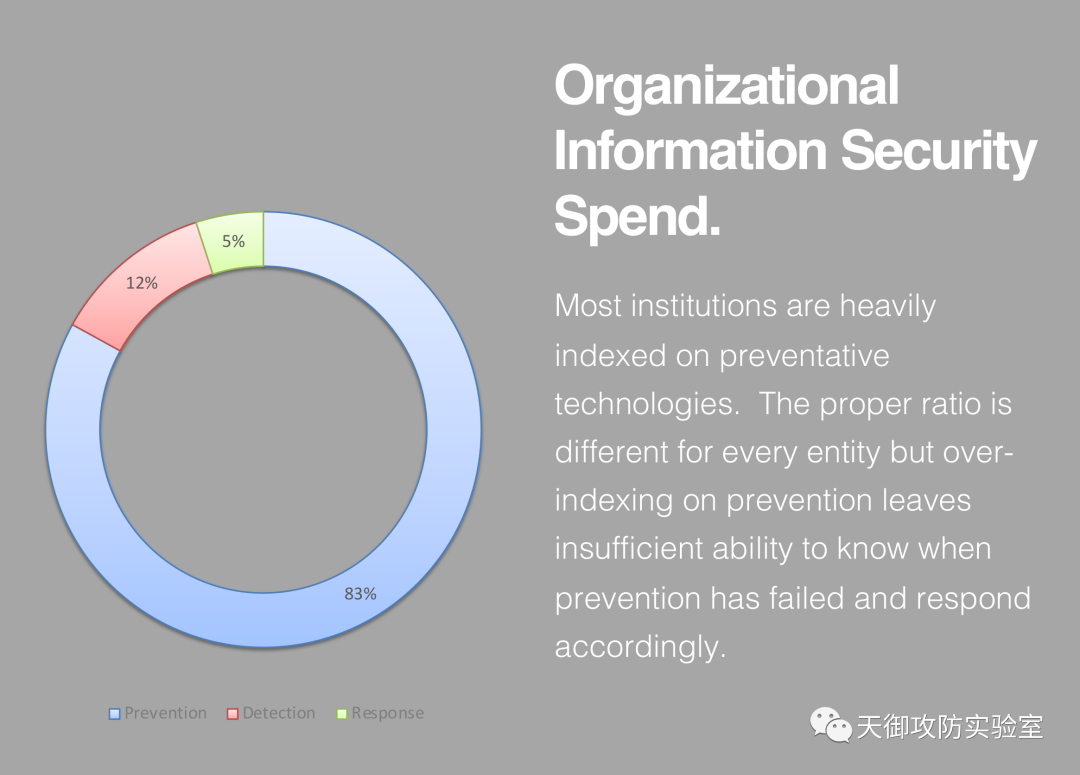 Organizational
Information Security
Spend.
Most institutions are heavily
indexed on preventative
technologies.  The proper ratio is
different for every entity but over-
indexing on prevention leaves
insufficient ability to know when
prevention has failed and respond
accordingly.
5%
12%
83%
Prevention
Detection
Response
天御攻防实验室